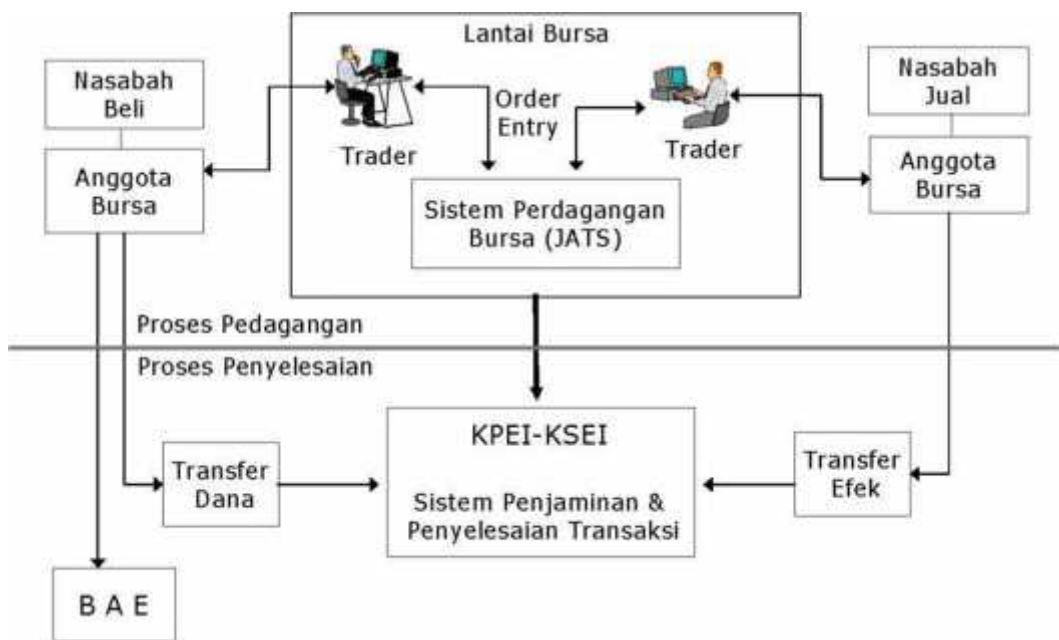 Lantai Bursa
Nasabah
Beli
Nasabah
Jual
Order
Entry
Trader
Trader
Anggota
Bursa
Anggota
Bursa
Sistem Perdagangan
Bursa (JATS)
Proses Pedagangan
Proses Penyelesaian
KPEI-KSEI
Sistem Penjaminan &
Penyelesaian Transaksi
Transfer
Dana
Transfer
Efek
B A E